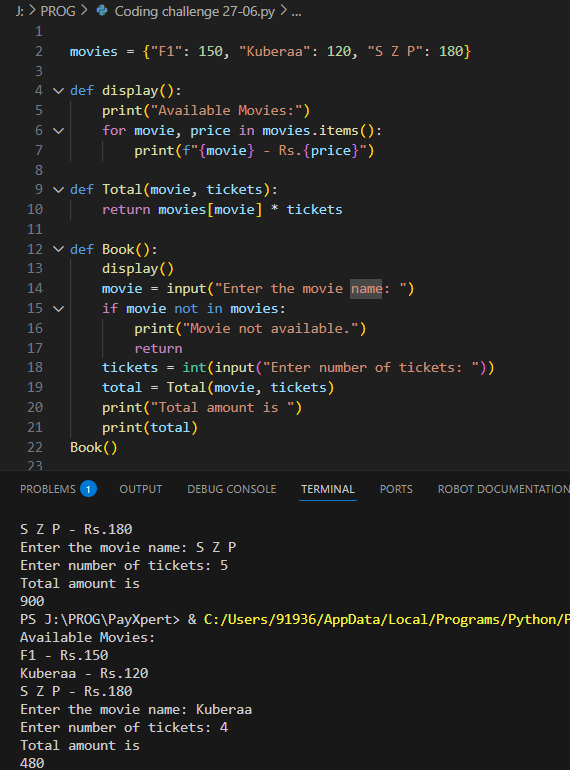 J: > PROG > Coding challenge 27-06.py > ...
1
2 movies = {"F1": 150, "Kuberaa": 120, "S Z P": 180}
3
4 def display():
5 print("Available Movies:")
6 for movie, price in movies.items():
7 print(f"{movie} - Rs.{price}")
8
9 def Total(movie, tickets):
10 return movies[movie] * tickets
11
12 def Book():
13 display()
14 movie = input("Enter the movie name: ")
15 if movie not in movies:
16 print("Movie not available.")
17 return
18 tickets = int(input("Enter number of tickets: "))
19 total = Total(movie, tickets)
20 print("Total amount is ")
21 print(total)
22 Book()
23
PROBLEMS 1 OUTPUT DEBUG CONSOLE TERMINAL PORTS ROBOT DOCUMENTATION
S Z P - Rs.180
Enter the movie name: S Z P
Enter number of tickets: 5
Total amount is
900
PS J:\PROG\PayXpert> & C:/Users/91936/AppData/Local/Programs/Python/P
Available Movies:
F1 - Rs.150
Kuberaa - Rs.120
S Z P - Rs.180
Enter the movie name: Kuberaa
Enter number of tickets: 4
Total amount is
480